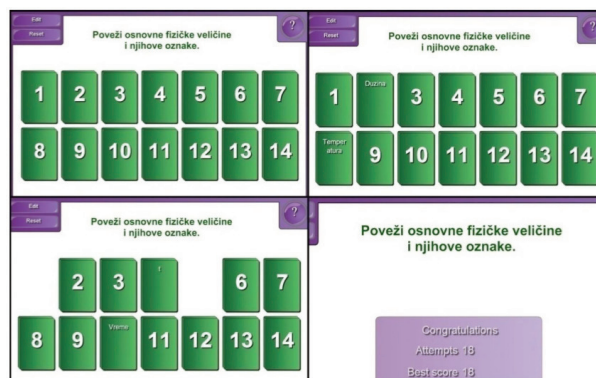 Edit
Reset
?
Poveži osnovne fizičke veličine
i njihove oznake.
1 2 3 4 5 6 7
8 9 10 11 12 13 14
Edit
Reset
?
Poveži osnovne fizičke veličine
i njihove oznake.
1 Duzina 3 4 5 6 7
Temper
atura 9 10 11 12 13 14
Edit
Reset
?
Poveži osnovne fizičke veličine
i njihove oznake.
2 3 6 7
8 9 Vreme 11 12 13 14
Poveži osnovne fizičke veličine
i njihove oznake.
Congratulations
Attempts 18
Best score 18